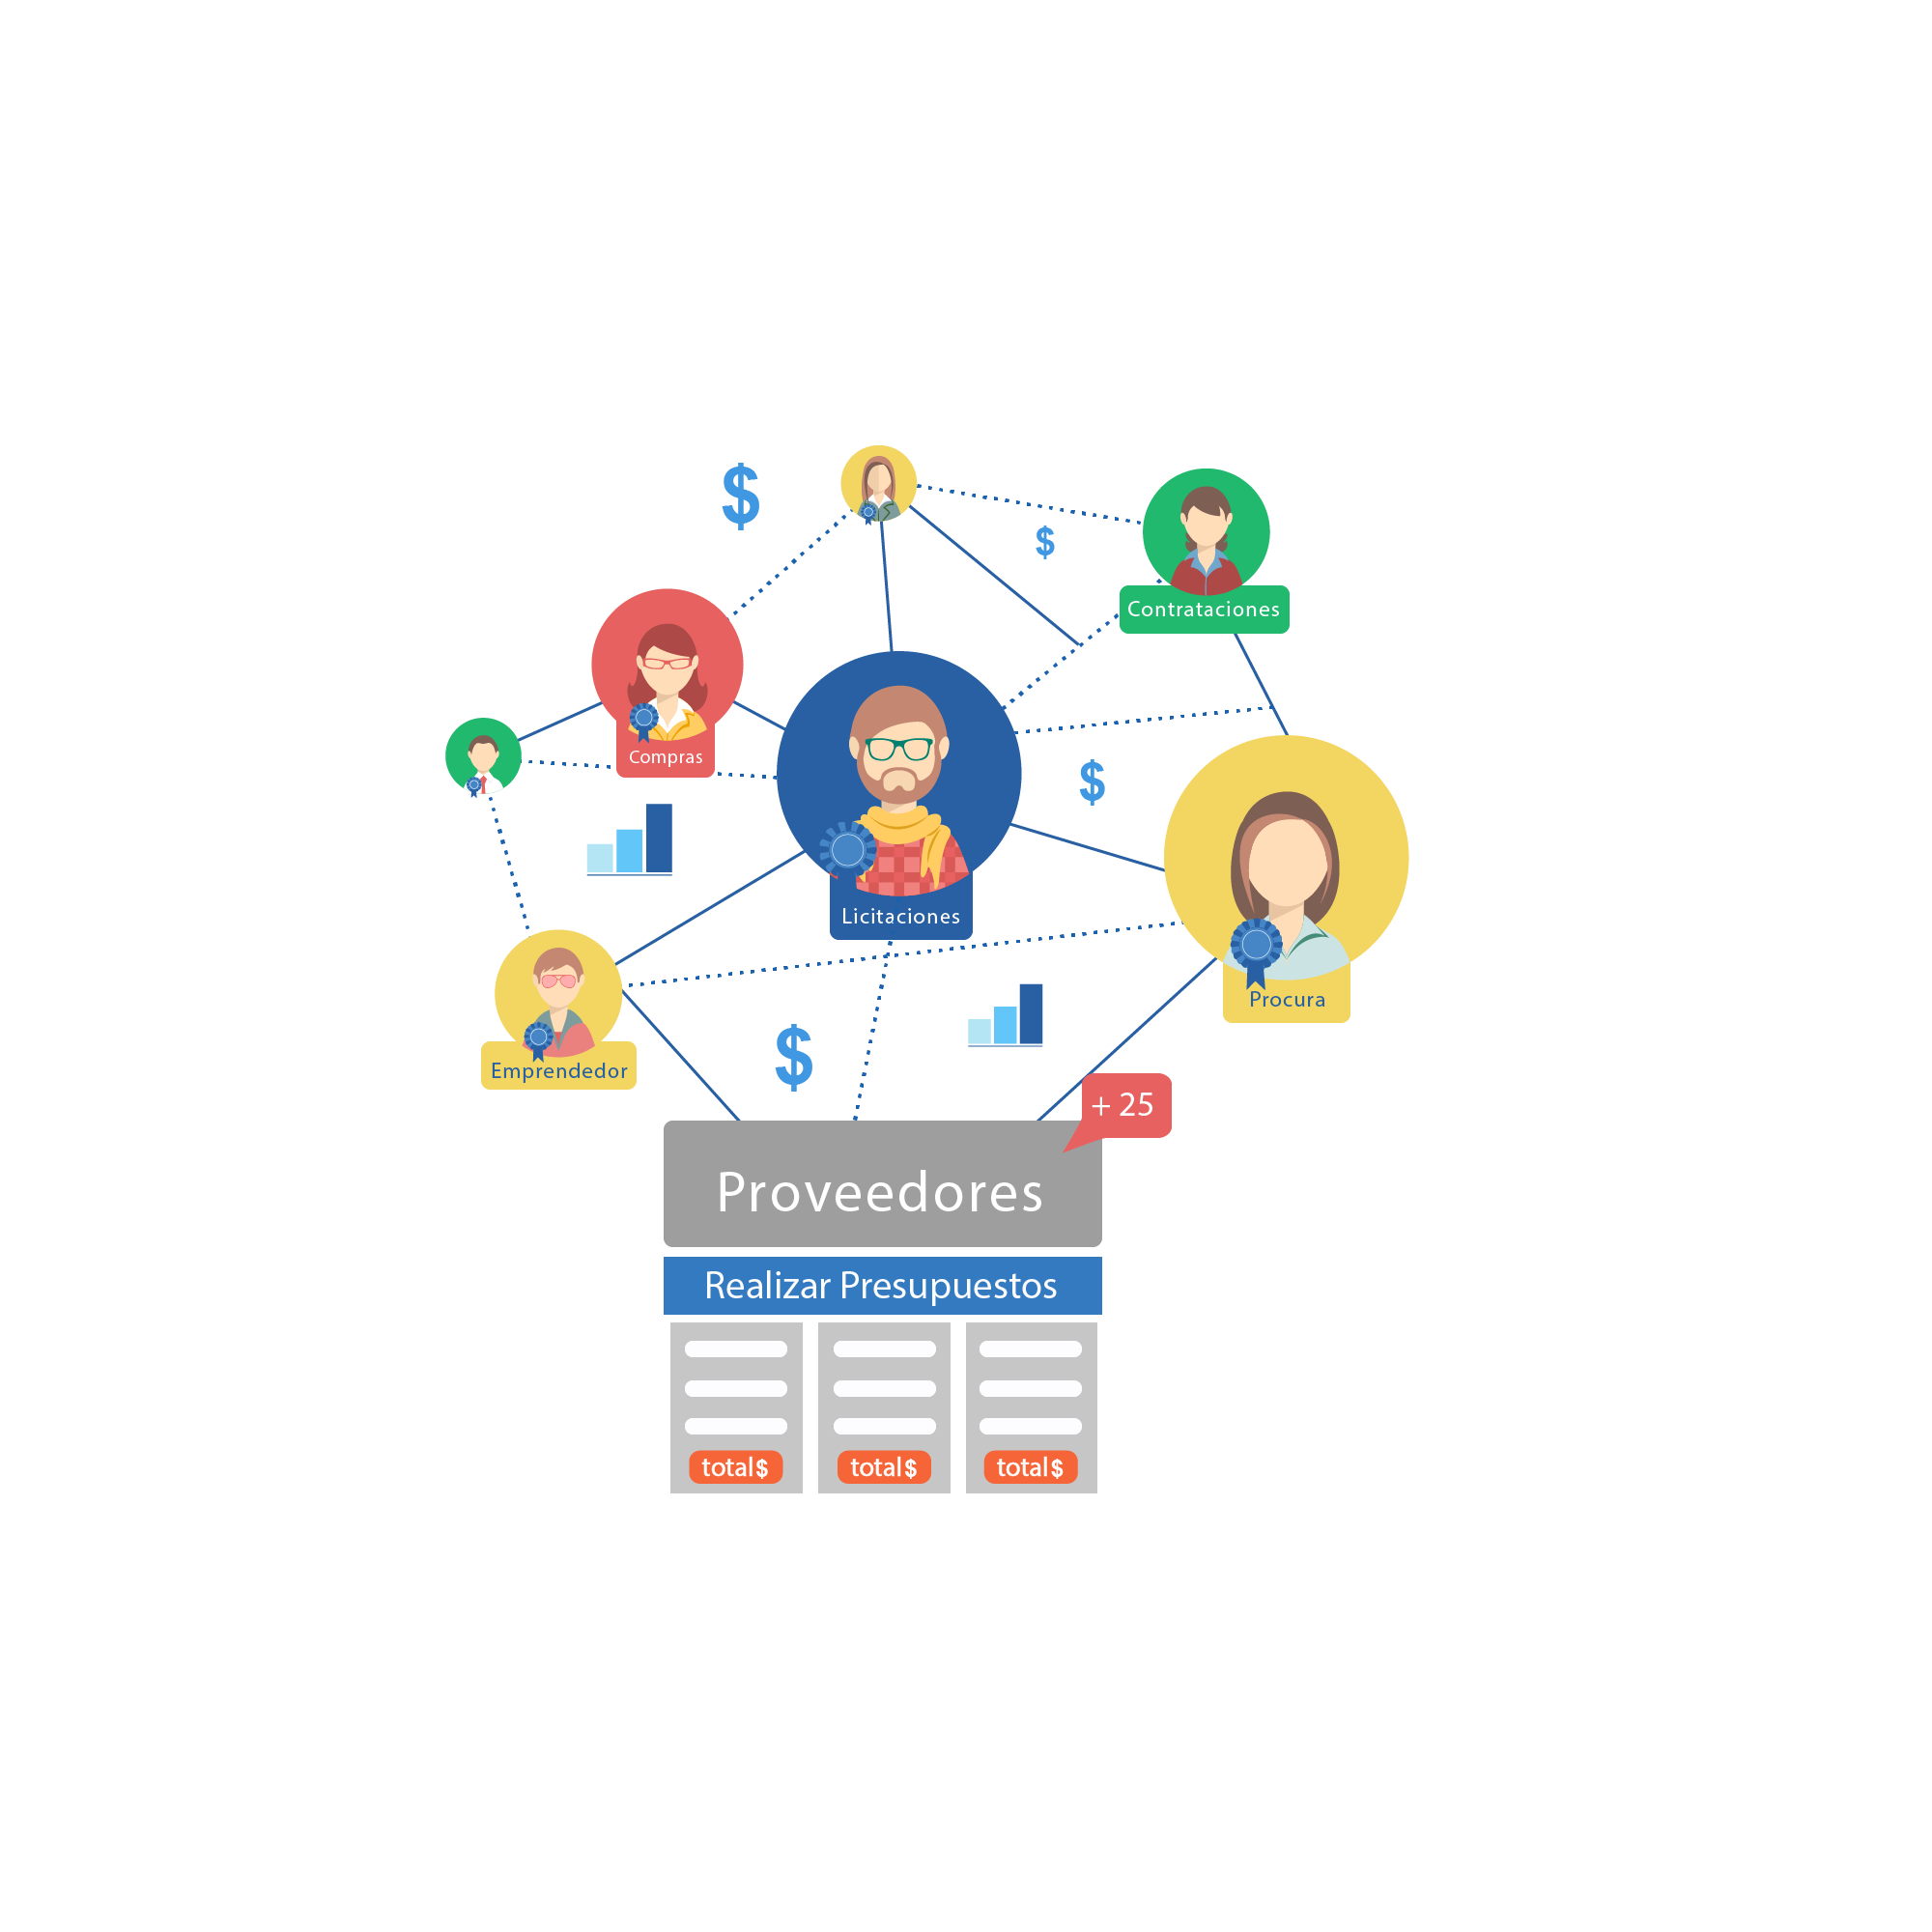 $
$
Contrataciones
Compras
$
Licitaciones
Procura
Emprendedor
$
+ 25
Proveedores
Realizar Presupuestos
total$
total$
total$